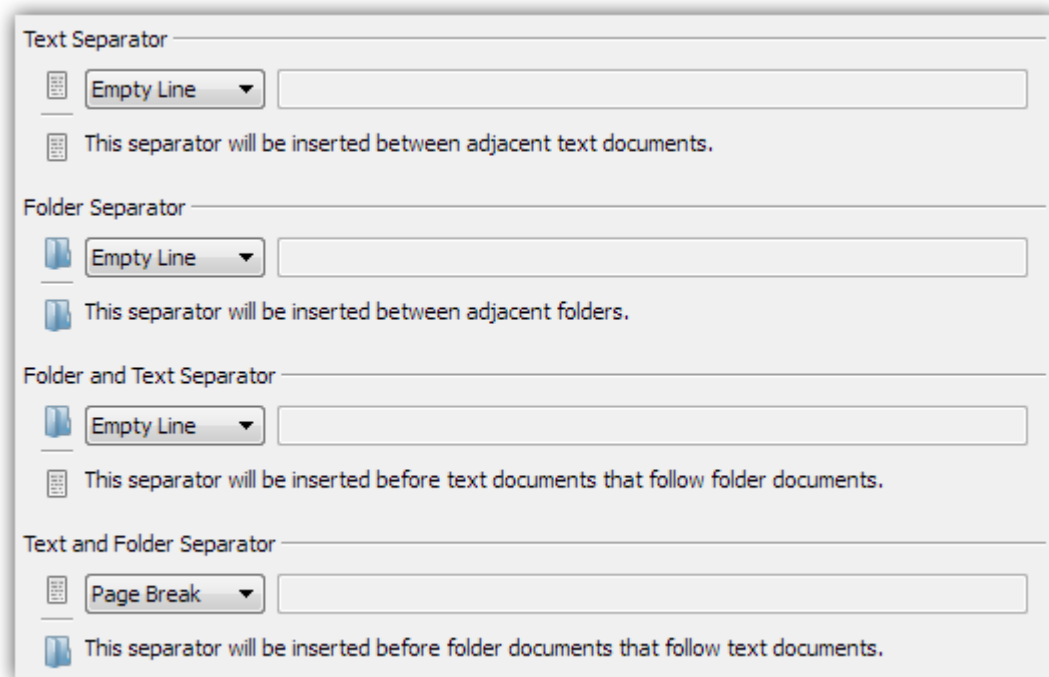 Text Separator
Empty Line
This separator will be inserted between adjacent text documents.
Folder Separator
Empty Line
This separator will be inserted between adjacent folders.
Folder and Text Separator
Empty Line
This separator will be inserted before text documents that follow folder documents.
Text and Folder Separator
Page Break
This separator will be inserted before folder documents that follow text documents.